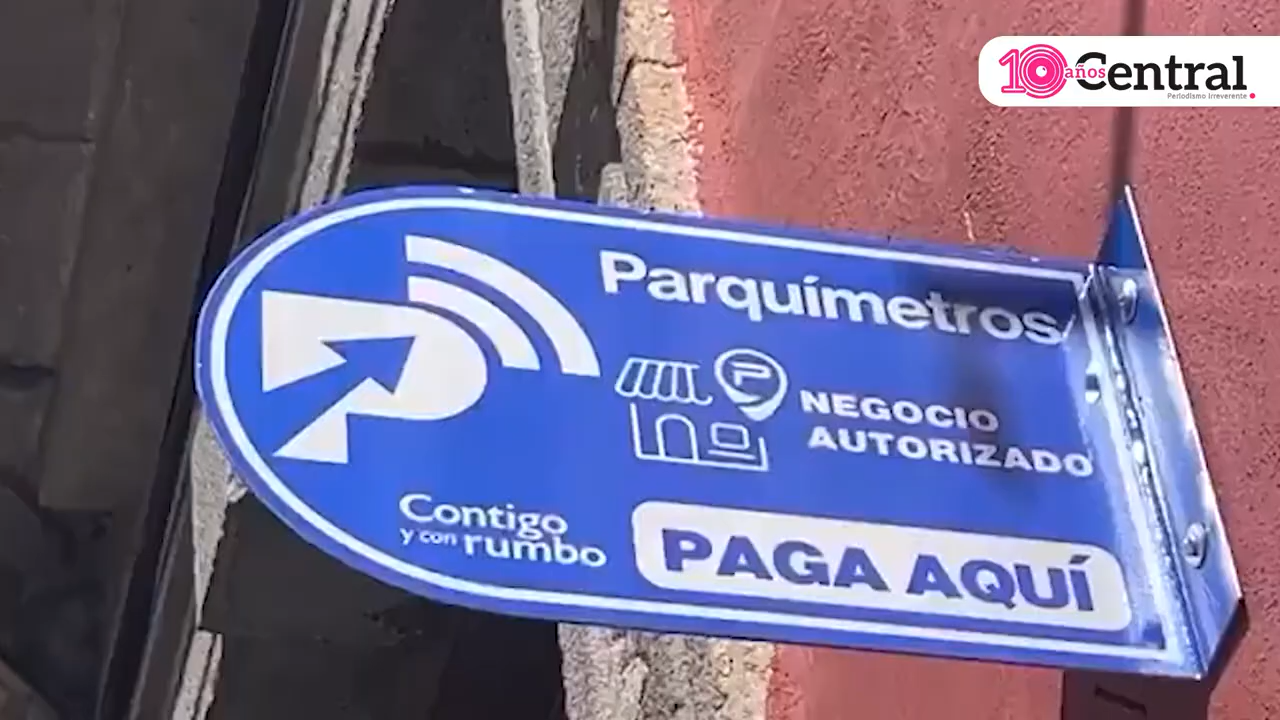 10 años Central
Periodismo Irreverente
Parquímetros
P
NEGOCIO
AUTORIZADO
Contigo
y con rumbo
PAGA AQUÍ